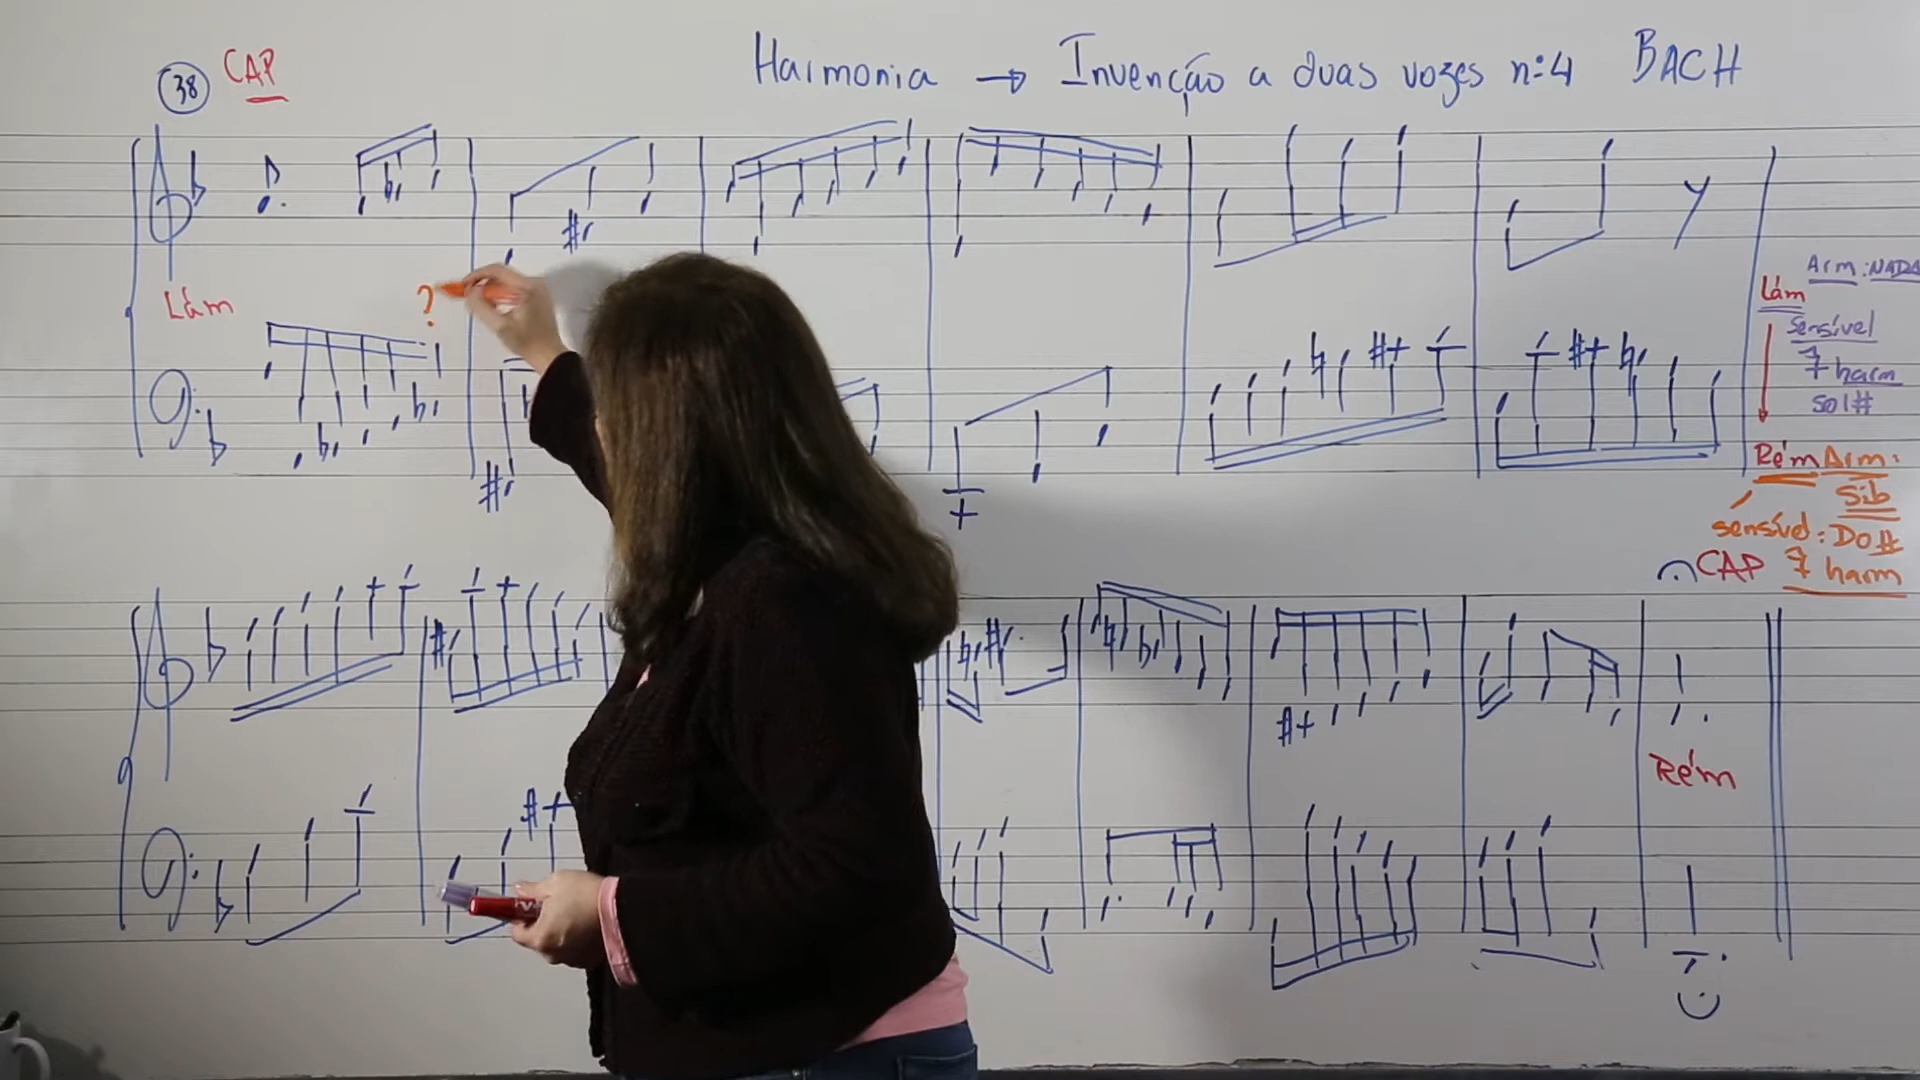 38 CAP
Harmonia → Invenção a duas vozes nº4 BACH
Lám
?
Arm: NADA
Lám
sensível
7 harm
sol#
Rém Arm:
Sib
sensível: Do#
CAP 7 harm
Rém